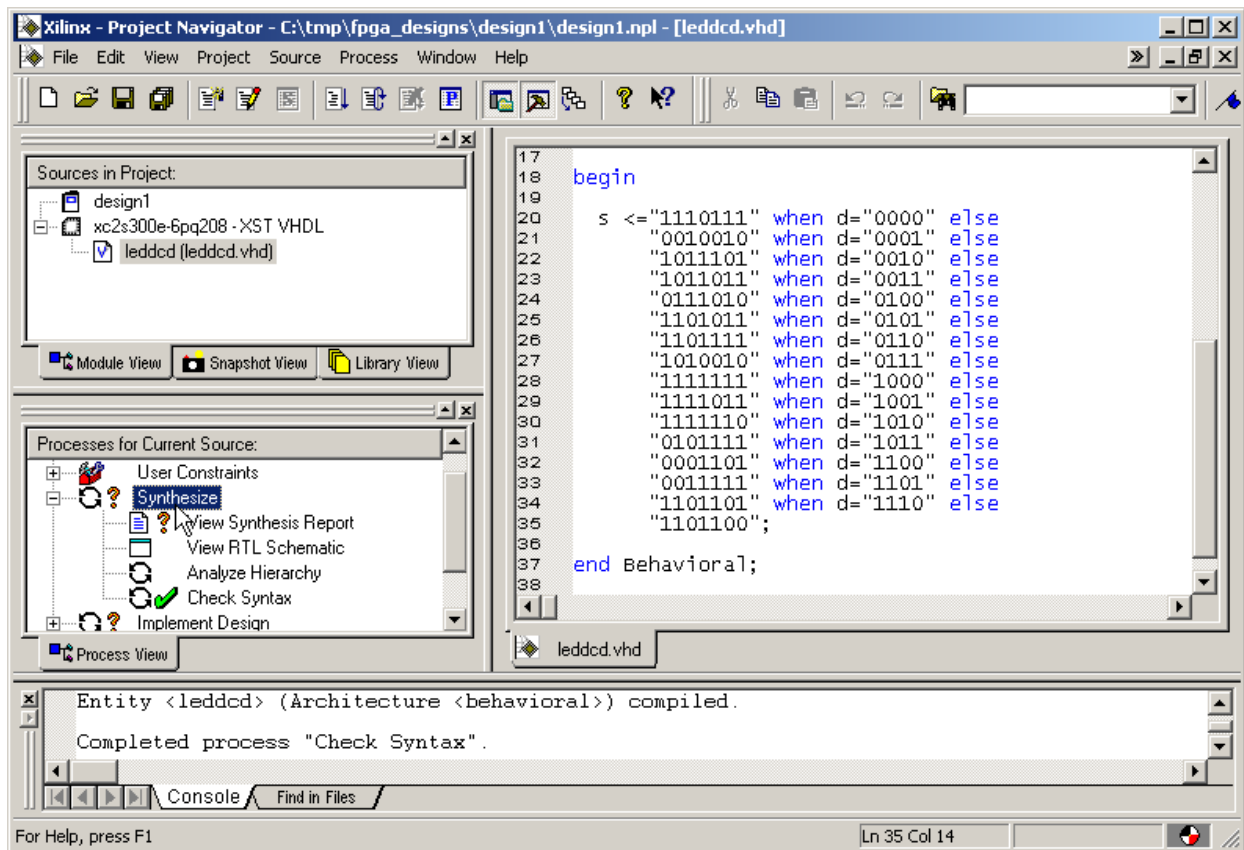 Xilinx - Project Navigator - C:\tmp\fpga_designs\design1\design1.npl - [leddcd.vhd]
File Edit View Project Source Process Window Help
Sources in Project:
design1
xc2s300e-6pq208 - XST VHDL
leddcd (leddcd.vhd)
Module View Snapshot View Library View
Processes for Current Source:
User Constraints
Synthesize
View Synthesis Report
View RTL Schematic
Analyze Hierarchy
Check Syntax
Implement Design
Process View
17
18 begin
19
20 s <="1110111" when d="0000" else
21 "0010010" when d="0001" else
22 "1011101" when d="0010" else
23 "1011011" when d="0011" else
24 "0111010" when d="0100" else
25 "1101011" when d="0101" else
26 "1101111" when d="0110" else
27 "1010010" when d="0111" else
28 "1111111" when d="1000" else
29 "1111011" when d="1001" else
30 "1111110" when d="1010" else
31 "0101111" when d="1011" else
32 "0001101" when d="1100" else
33 "0011111" when d="1101" else
34 "1101101" when d="1110" else
35 "1101100";
36
37 end Behavioral;
38
leddcd.vhd
Entity <leddcd> (Architecture <behavioral>) compiled.
Completed process "Check Syntax".
Console Find in Files
For Help, press F1 Ln 35 Col 14